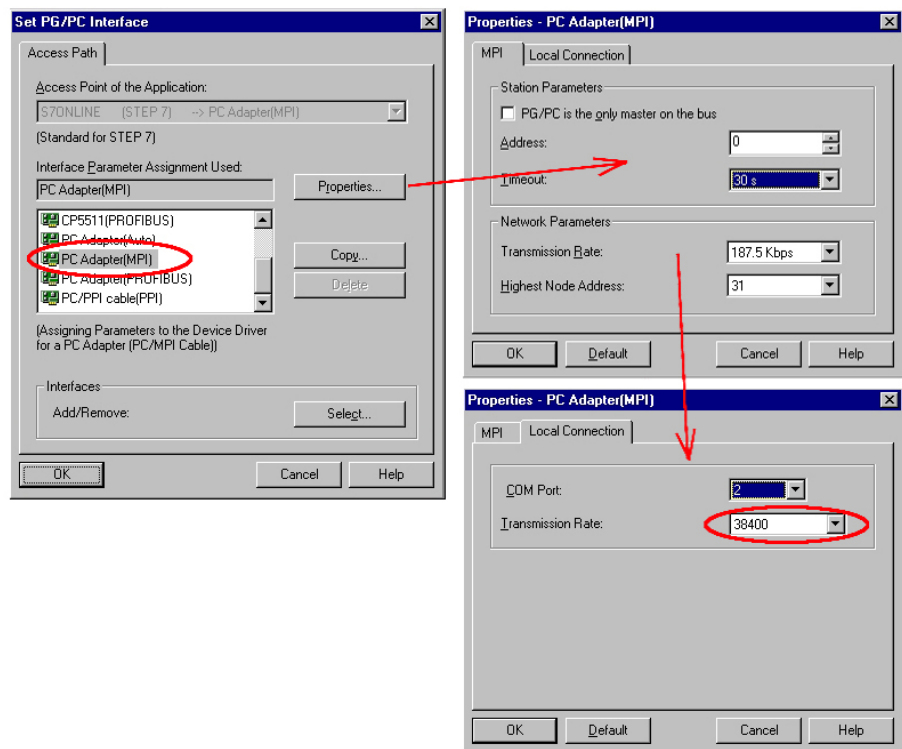 Set PG/PC Interface
Access Path
Access Point of the Application:
S7ONLINE (STEP 7) --> PC Adapter(MPI)
(Standard for STEP 7)
Interface Parameter Assignment Used:
PC Adapter(MPI)
Properties...
CP5511(PROFIBUS)
PC Adapter(Auto)
PC Adapter(MPI)
PC Adapter(PROFIBUS)
PC/PPI cable(PPI)
Copy...
Delete
(Assigning Parameters to the Device Driver
for a PC Adapter (PC/MPI Cable))
Interfaces
Add/Remove:
Select...
OK
Cancel
Help
Properties - PC Adapter(MPI)
MPI
Local Connection
Station Parameters
PG/PC is the only master on the bus
Address:
0
Timeout:
30 s
Network Parameters
Transmission Rate:
187.5 Kbps
Highest Node Address:
31
OK
Default
Cancel
Help
Properties - PC Adapter(MPI)
MPI
Local Connection
COM Port:
2
Transmission Rate:
38400
OK
Default
Cancel
Help